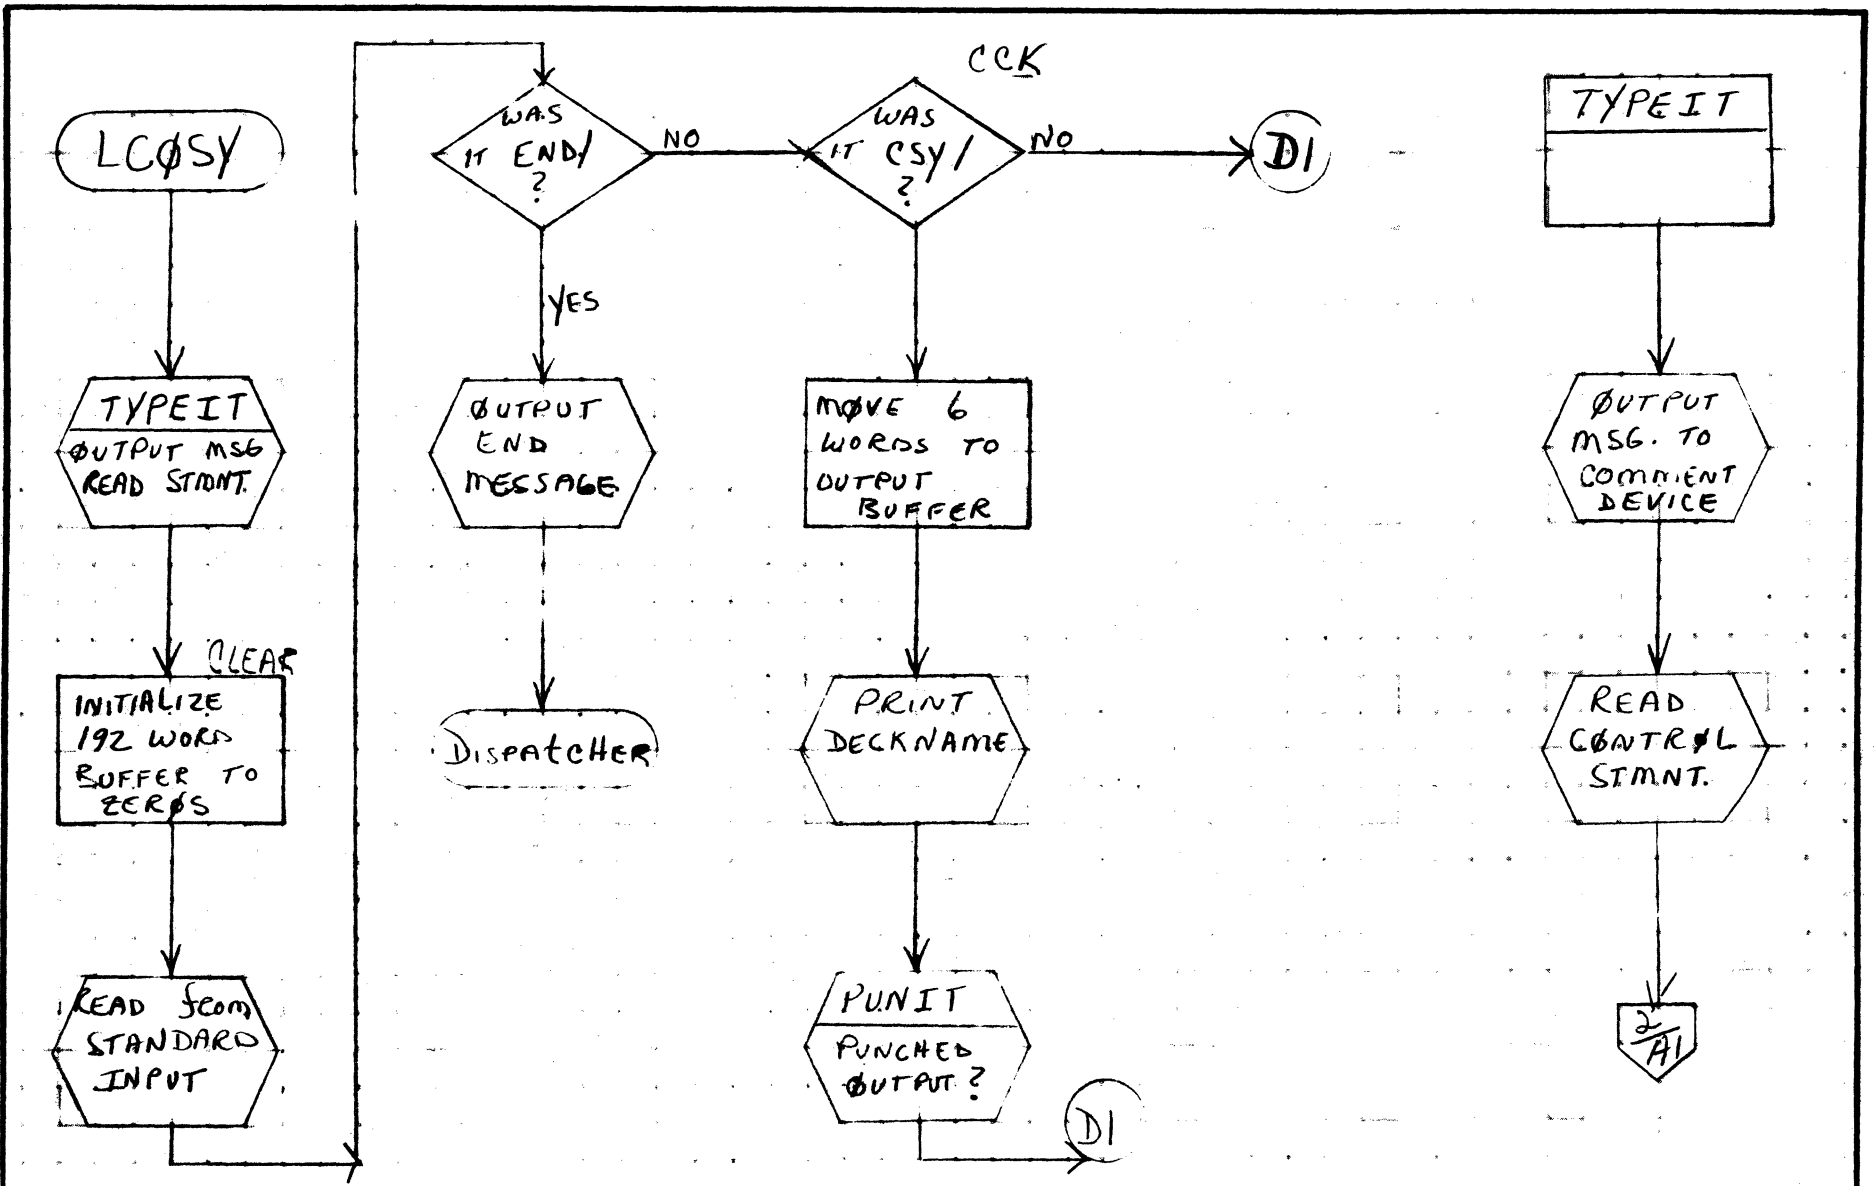 LCØSY
TYPEIT
ØUTPUT MSG
READ STMNT.
CLEAR
INITIALIZE
192 WORD
BUFFER TO
ZERØS
READ from
STANDARD
INPUT
WAS
IT END/
?
NO
YES
ØUTPUT
END
MESSAGE
DISPATCHER
CCK
WAS
IT CSY/
?
NO
D1
MØVE 6
WORDS TO
OUTPUT
BUFFER
PRINT
DECKNAME
PUNIT
PUNCHED
ØUTPUT?
D1
TYPEIT
ØUTPUT
MSG. TO
COMMENT
DEVICE
READ
CØNTRØL
STMNT.
2/A1